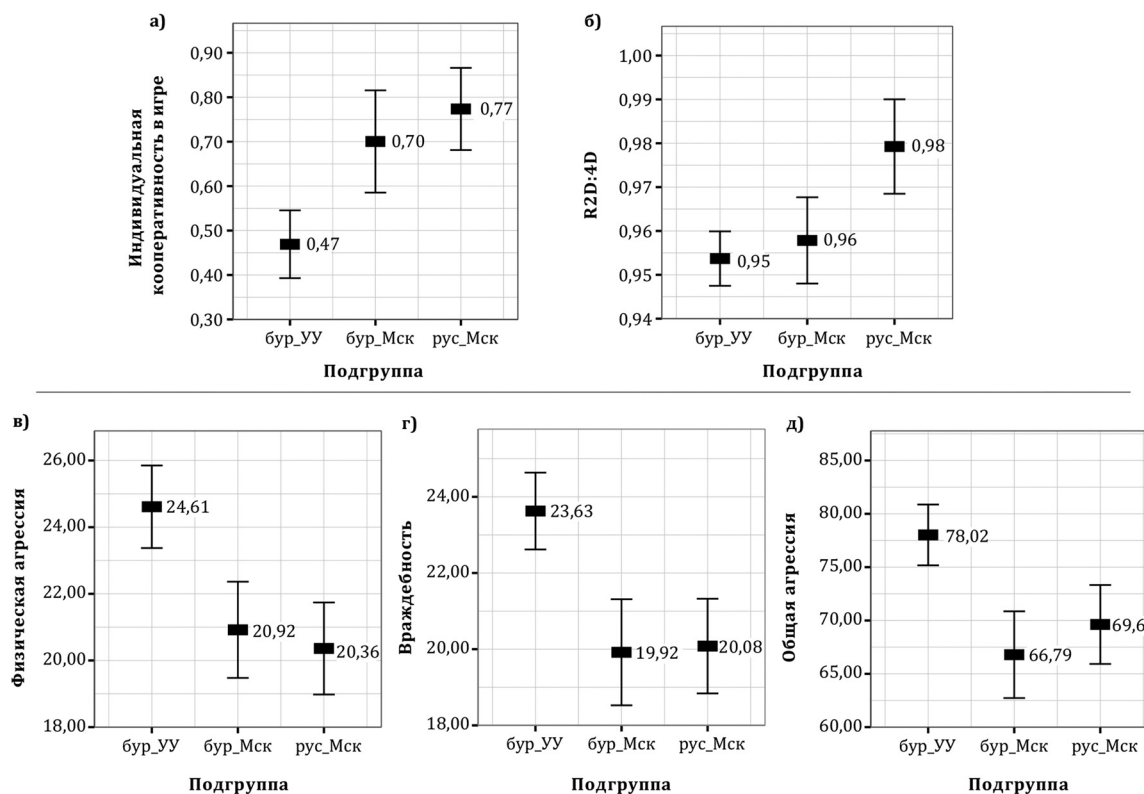 а)
Индивидуальная
кооперативность в игре
0,90
0,80
0,70
0,60
0,50
0,40
0,30
0,47
0,70
0,77
бур_УУ бур_Мск рус_Мск
Подгруппа
б)
R2D:4D
1,00
0,99
0,98
0,97
0,96
0,95
0,94
0,95
0,96
0,98
бур_УУ бур_Мск рус_Мск
Подгруппа
в)
Физическая агрессия
26,00
24,00
22,00
20,00
18,00
24,61
20,92
20,36
бур_УУ бур_Мск рус_Мск
Подгруппа
г)
Враждебность
24,00
22,00
20,00
18,00
23,63
19,92
20,08
бур_УУ бур_Мск рус_Мск
Подгруппа
д)
Общая агрессия
85,00
80,00
75,00
70,00
65,00
60,00
78,02
66,79
69,6
бур_УУ бур_Мск рус_Мск
Подгруппа